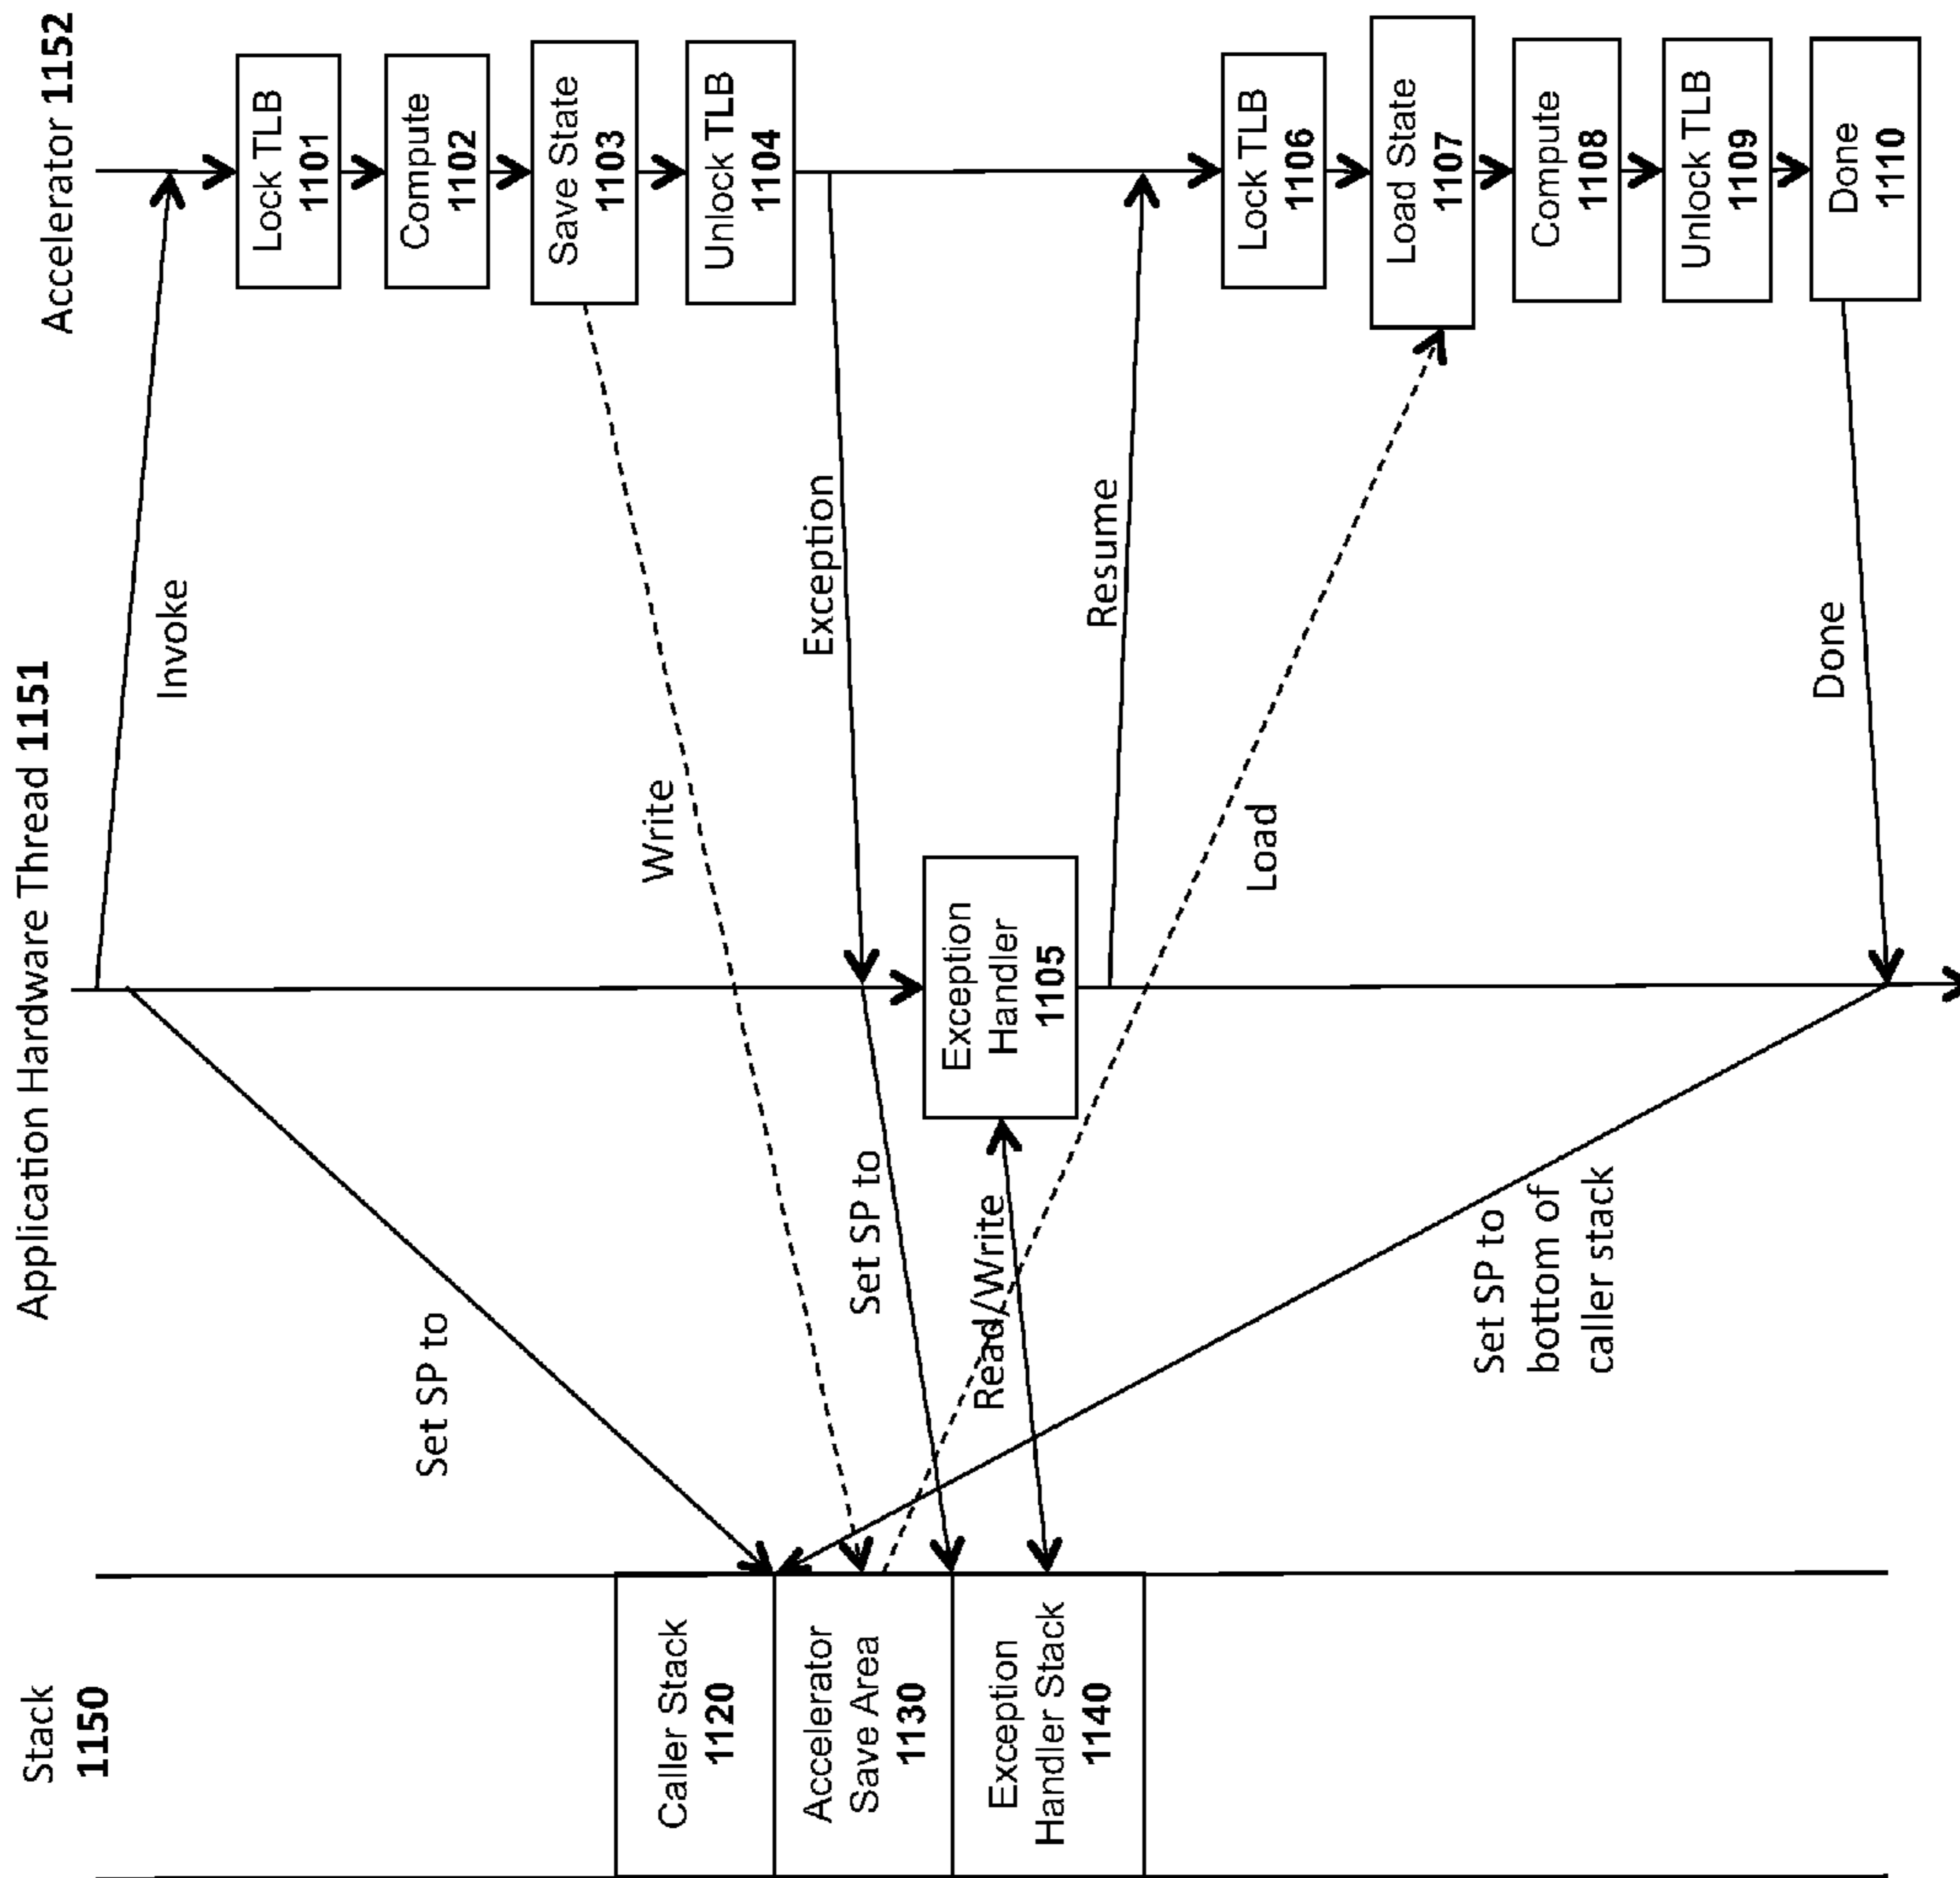 Stack
1150
Application Hardware Thread 1151
Accelerator 1152
Invoke
Lock TLB
1101
Compute
1102
Set SP to
Save State
1103
Write
Unlock TLB
1104
Caller Stack
1120
Accelerator
Save Area
1130
Exception
Set SP to
Exception
Handler Stack
1140
Read/Write
Exception
Handler
1105
Resume
Lock TLB
1106
Load
Load State
1107
Set SP to
bottom of
caller stack
Compute
1108
Unlock TLB
1109
Done
Done
1110